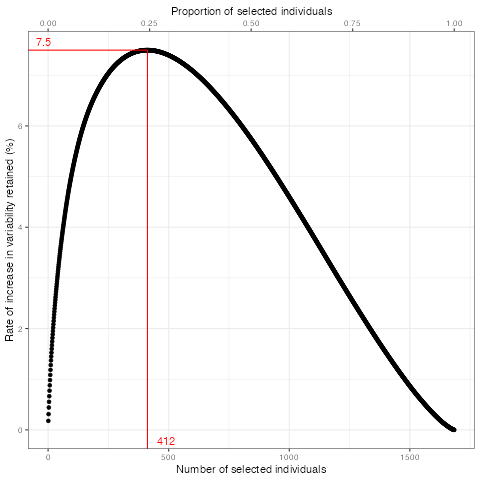 Proportion of selected individuals
0.00 0.25 0.50 0.75 1.00
7.5
6
4
2
0
Rate of increase in variability retained (%)
412
0 500 1000 1500
Number of selected individuals